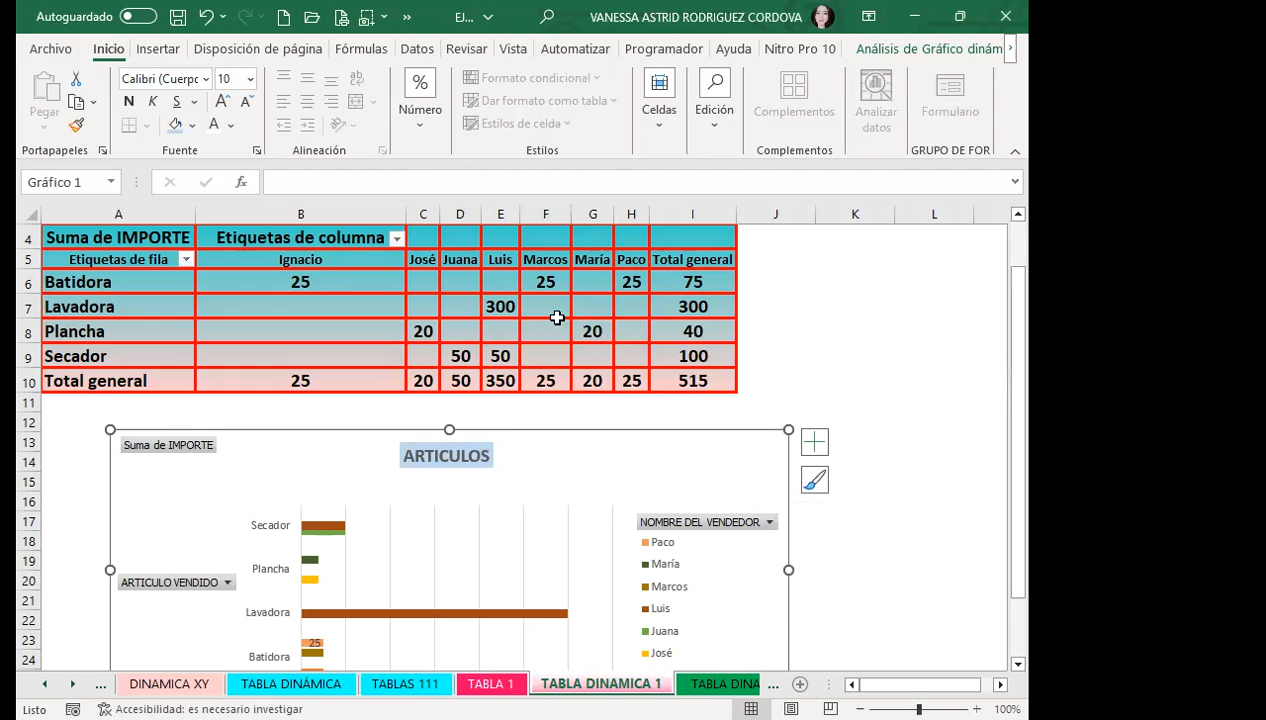 Autoguardado
EJ...
VANESSA ASTRID RODRIGUEZ CORDOVA
Archivo Inicio Insertar Disposición de página Fórmulas Datos Revisar Vista Automatizar Programador Ayuda Nitro Pro 10 Análisis de Gráfico dinám
Pegar
Calibri (Cuerpo 10
N K S
Número
Formato condicional
Dar formato como tabla
Estilos de celda
Celdas
Edición
Complementos
Analizar datos
Formulario
Portapapeles Fuente Alineación Estilos Complementos GRUPO DE FOR
Gráfico 1
A B C D E F G H I J K L
4 Suma de IMPORTE Etiquetas de columna
5 Etiquetas de fila Ignacio José Juana Luis Marcos María Paco Total general
6 Batidora 25 25 25 75
7 Lavadora 300 300
8 Plancha 20 20 40
9 Secador 50 50 100
10 Total general 25 20 50 350 25 20 25 515
11
12
13
14
15
16
17
18
19
20
21
22
23
24
Suma de IMPORTE
ARTICULOS
Secador
Plancha
Lavadora
Batidora
25
ARTICULO VENDIDO
NOMBRE DEL VENDEDOR
Paco
María
Marcos
Luis
Juana
José
... DINAMICA XY TABLA DINÁMICA TABLAS 111 TABLA 1 TABLA DINAMICA 1 TABLA DINA ...
Listo Accesibilidad: es necesario investigar 100%